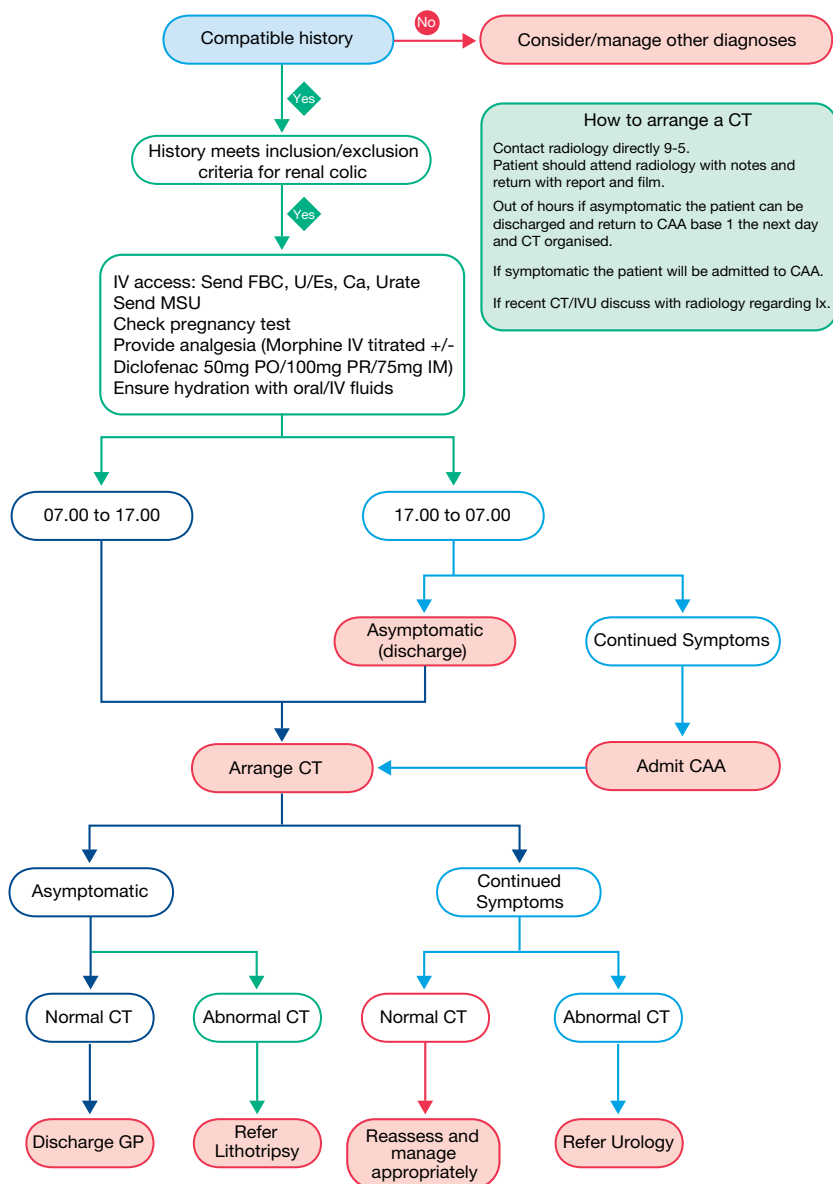 Compatible history
No
Consider/manage other diagnoses
Yes
History meets inclusion/exclusion
criteria for renal colic
Yes
How to arrange a CT
Contact radiology directly 9-5.
Patient should attend radiology with notes and
return with report and film.
Out of hours if asymptomatic the patient can be
discharged and return to CAA base 1 the next day
and CT organised.
If symptomatic the patient will be admitted to CAA.
If recent CT/IVU discuss with radiology regarding Ix.
IV access: Send FBC, U/Es, Ca, Urate
Send MSU
Check pregnancy test
Provide analgesia (Morphine IV titrated +/-
Diclofenac 50mg PO/100mg PR/75mg IM)
Ensure hydration with oral/IV fluids
07.00 to 17.00
17.00 to 07.00
Asymptomatic
(discharge)
Continued Symptoms
Arrange CT
Admit CAA
Asymptomatic
Continued
Symptoms
Normal CT
Abnormal CT
Normal CT
Abnormal CT
Discharge GP
Refer
Lithotripsy
Reassess and
manage
appropriately
Refer Urology